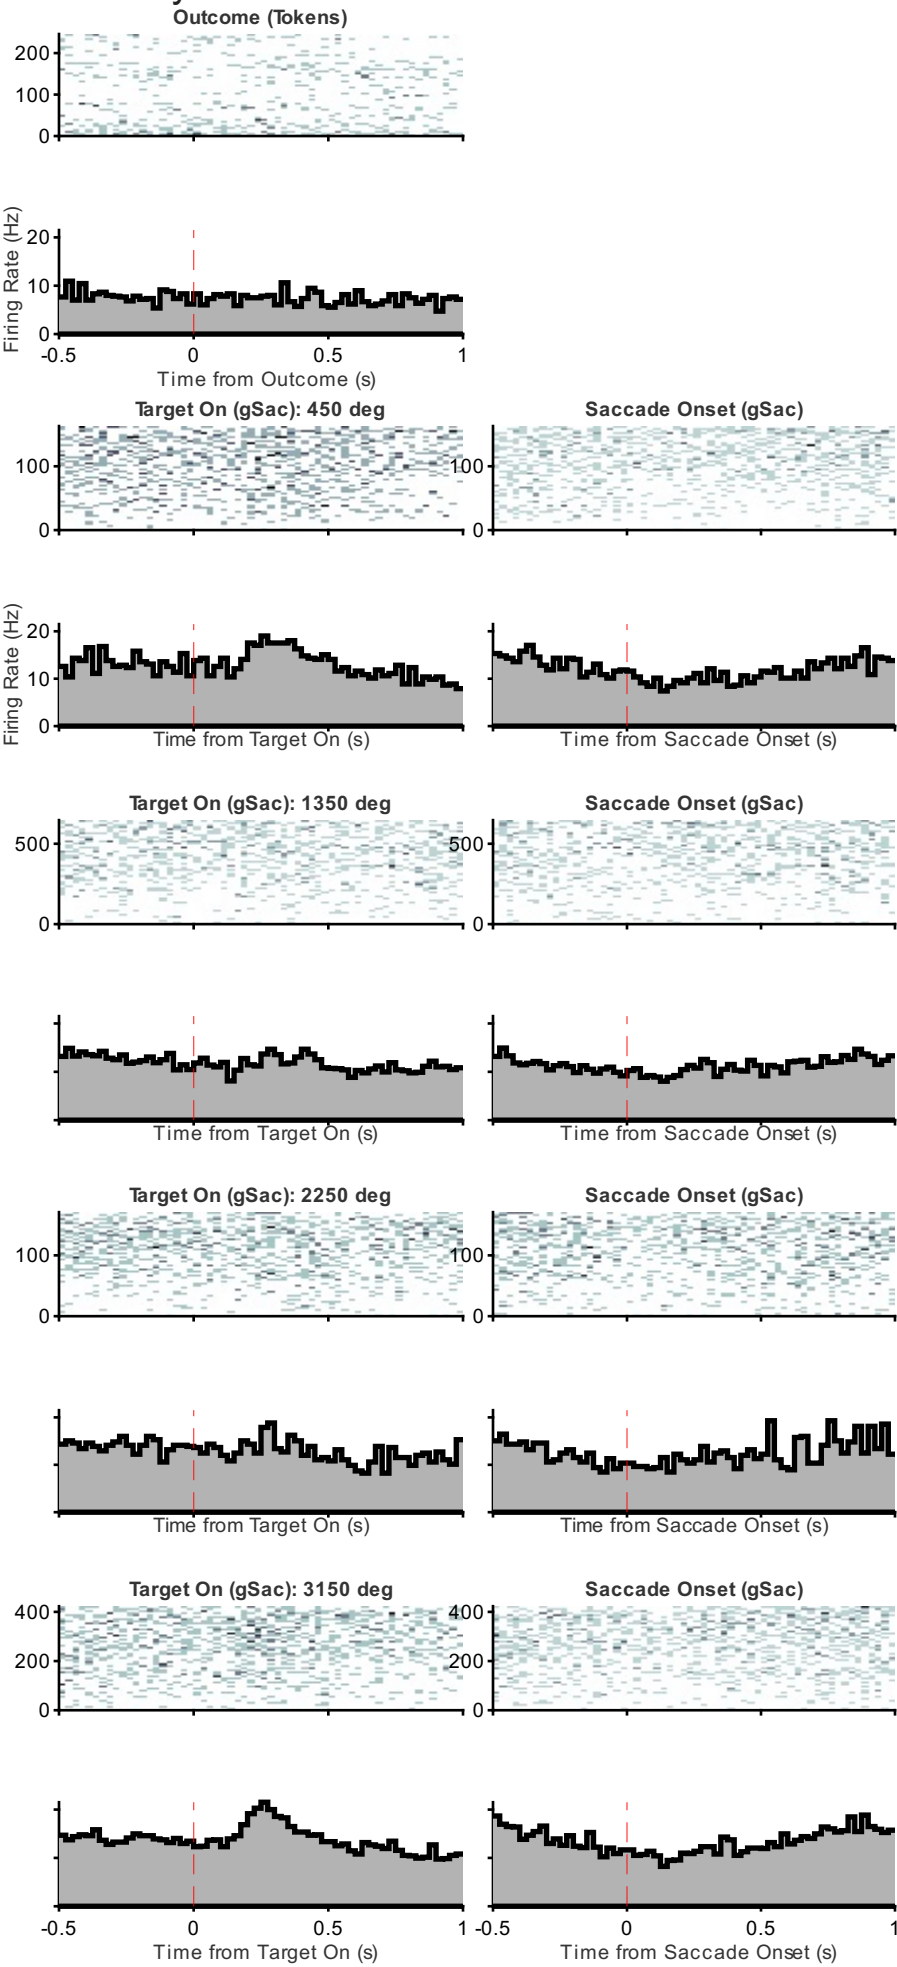 Outcome (Tokens)
200
100
0
Firing Rate (Hz)
20
10
0
-0.5 0 0.5 1
Time from Outcome (s)
Target On (gSac): 450 deg Saccade Onset (gSac)
100 100
0 0
Firing Rate (Hz)
20
10
0
Time from Target On (s) Time from Saccade Onset (s)
Target On (gSac): 1350 deg Saccade Onset (gSac)
500 500
0 0
Time from Target On (s) Time from Saccade Onset (s)
Target On (gSac): 2250 deg Saccade Onset (gSac)
100 100
0 0
Time from Target On (s) Time from Saccade Onset (s)
Target On (gSac): 3150 deg Saccade Onset (gSac)
400 400
200 200
0 0
-0.5 0 0.5 1 -0.5 0 0.5 1
Time from Target On (s) Time from Saccade Onset (s)